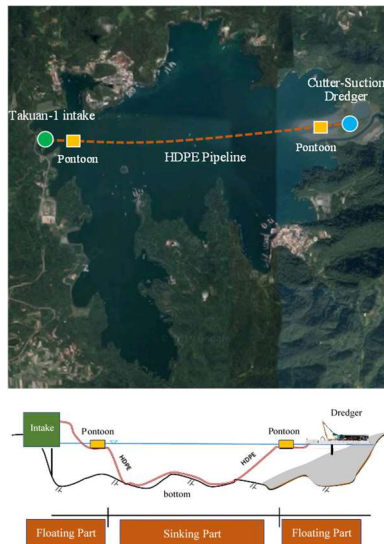 Cutter-Suction
Dredger
Takuan-1 intake
Pontoon
Pontoon
HDPE Pipeline
Dredger
Intake
Pontoon
Pontoon
HDPE
HDPE
bottom
Floating Part
Sinking Part
Floating Part